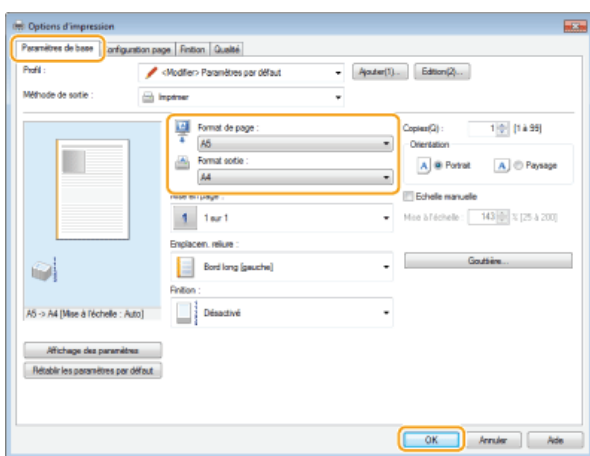 Options d'impression
Paramètres de base Configuration page Finition Qualité
Profil : <Modifier> Paramètres par défaut Ajouter(1)... Edition(2)...
Méthode de sortie : Imprimer
Format de page :
A5
Format sortie :
A4
Mise en page :
1 1 sur 1
Emplacem. reliure :
Bord long [gauche]
Finition :
Désactivé
Copies(Q) : 1 [1 à 99]
Orientation
A Portrait A Paysage
Echelle manuelle
Mise à l'échelle : 143 % [25 à 200]
Gouttière...
A5 -> A4 [Mise à l'échelle : Auto]
Affichage des paramètres
Rétablir les paramètres par défaut
OK Annuler Aide